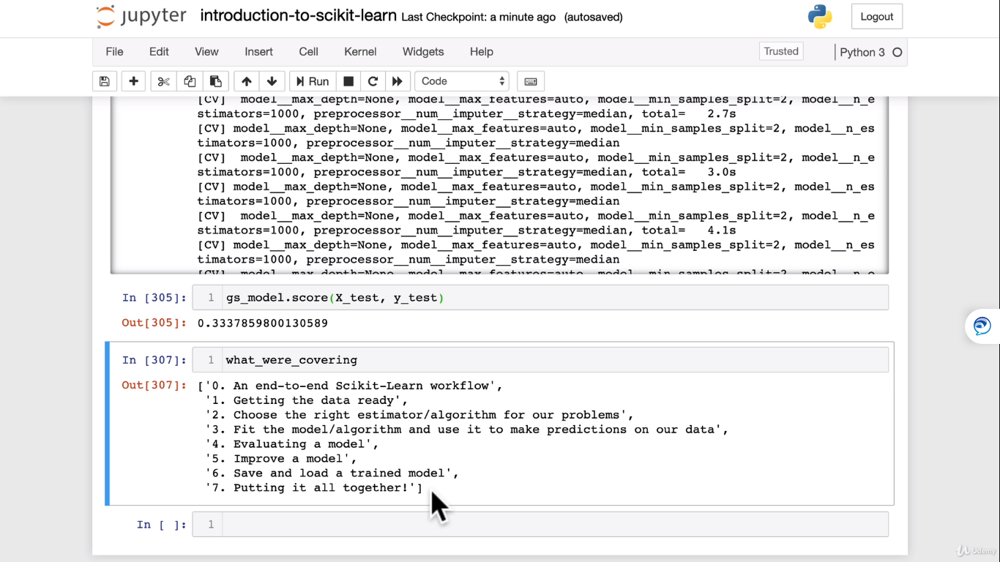 jupyter introduction-to-scikit-learn Last Checkpoint: a minute ago (autosaved) Logout
File Edit View Insert Cell Kernel Widgets Help Trusted Python 3
Run Code
[CV]  model__max_depth=None, model__max_features=auto, model__min_samples_split=2, model__n_e
stimators=1000, preprocessor__num__imputer__strategy=median, total=   2.7s
[CV] model__max_depth=None, model__max_features=auto, model__min_samples_split=2, model__n_es
timators=1000, preprocessor__num__imputer__strategy=median
[CV]  model__max_depth=None, model__max_features=auto, model__min_samples_split=2, model__n_e
stimators=1000, preprocessor__num__imputer__strategy=median, total=   3.0s
[CV] model__max_depth=None, model__max_features=auto, model__min_samples_split=2, model__n_es
timators=1000, preprocessor__num__imputer__strategy=median
[CV]  model__max_depth=None, model__max_features=auto, model__min_samples_split=2, model__n_e
stimators=1000, preprocessor__num__imputer__strategy=median, total=   4.1s
[CV] model__max_depth=None, model__max_features=auto, model__min_samples_split=2, model__n_es
timators=1000, preprocessor__num__imputer__strategy=median
[CV]  model__max_depth=None, model__max_features=auto, model__min_samples_split=2, model__n_e
In [305]: 1 gs_model.score(X_test, y_test)
Out[305]: 0.3337859800130589
In [307]: 1 what_were_covering
Out[307]: ['0. An end-to-end Scikit-Learn workflow',
'1. Getting the data ready',
'2. Choose the right estimator/algorithm for our problems',
'3. Fit the model/algorithm and use it to make predictions on our data',
'4. Evaluating a model',
'5. Improve a model',
'6. Save and load a trained model',
'7. Putting it all together!']
In [ ]: 1
Udemy